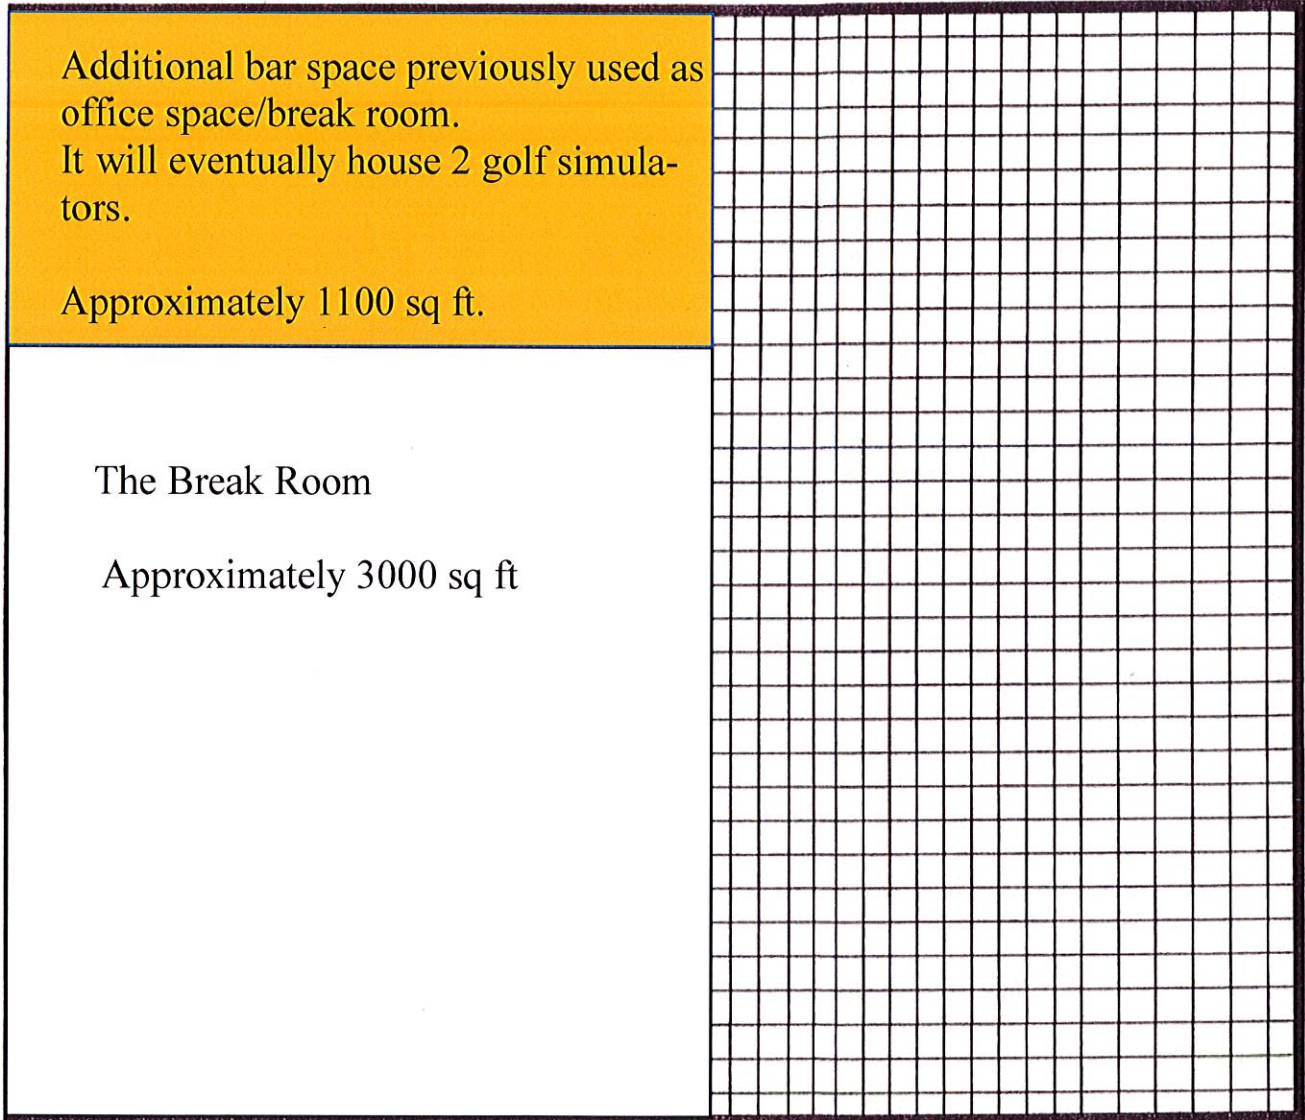 Additional bar space previously used as
office space/break room.
It will eventually house 2 golf simula-
tors.
Approximately 1100 sq ft.
The Break Room
Approximately 3000 sq ft